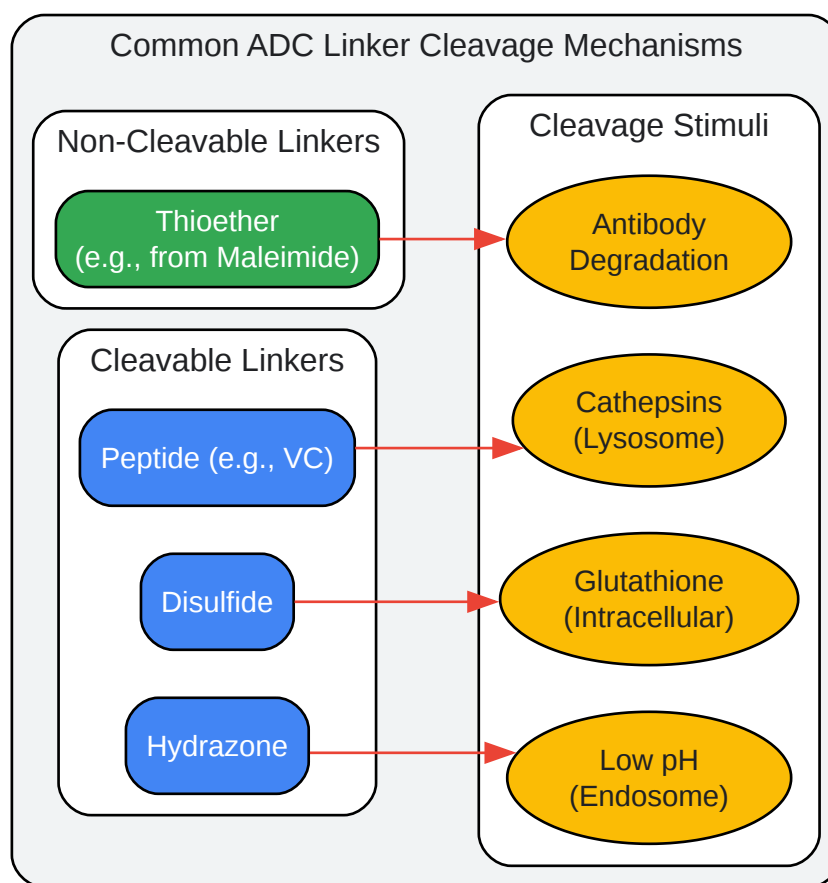 Common ADC Linker Cleavage Mechanisms
Non-Cleavable Linkers
Thioether
(e.g., from Maleimide)
Cleavable Linkers
Peptide (e.g., VC)
Disulfide
Hydrazone
Cleavage Stimuli
Antibody
Degradation
Cathepsins
(Lysosome)
Glutathione
(Intracellular)
Low pH
(Endosome)